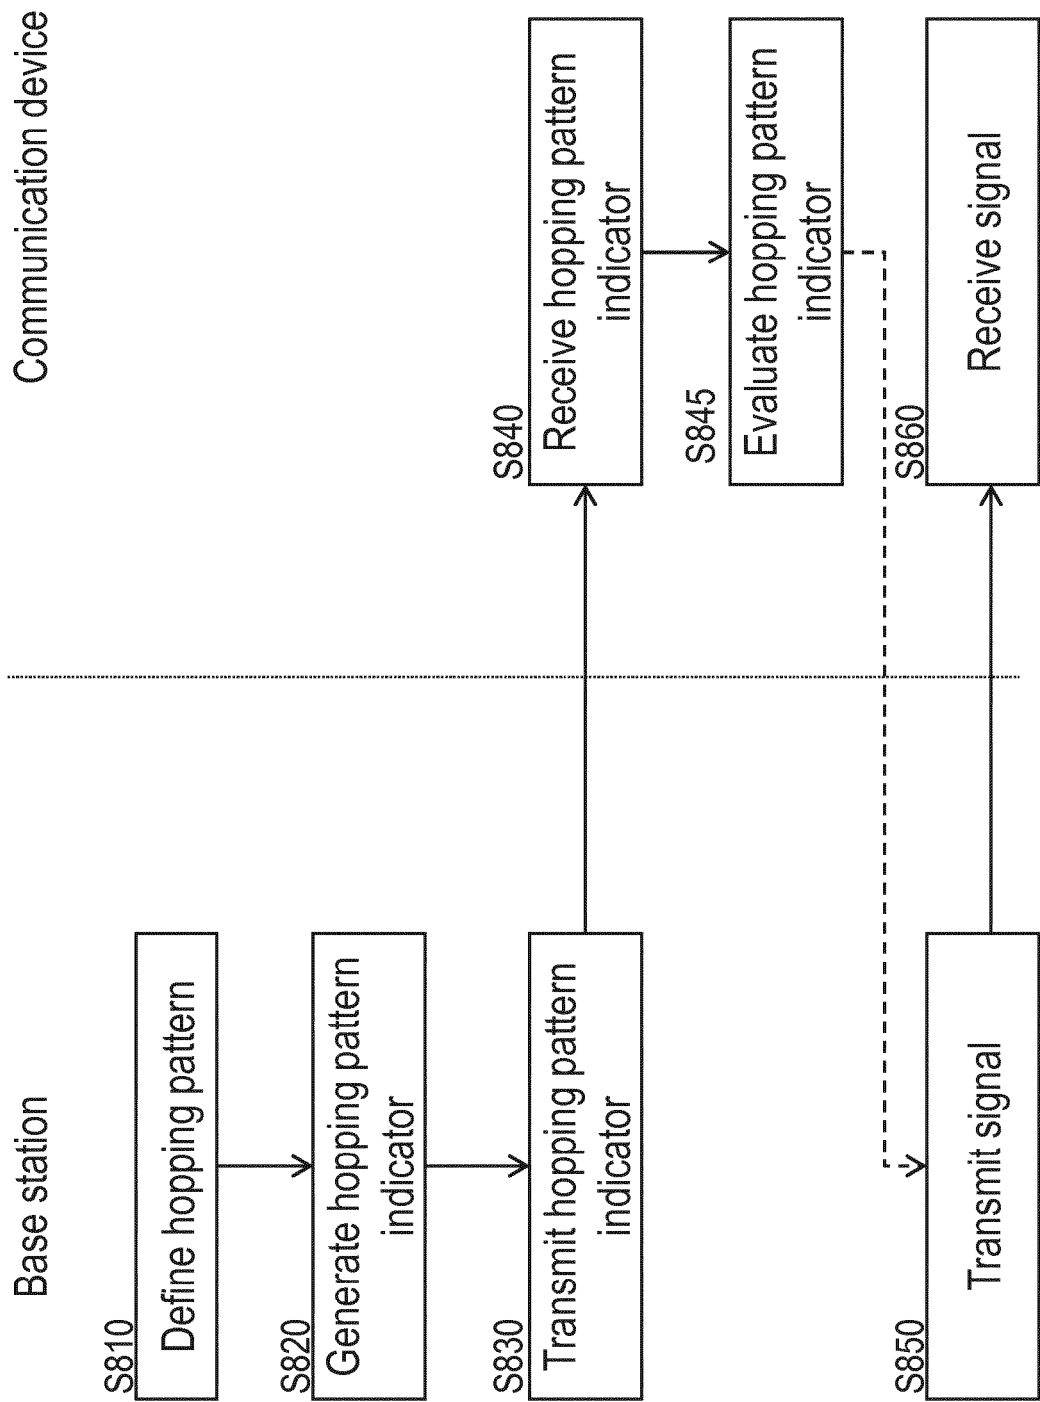 Base station
Communication device
S810
Define hopping pattern
S820
Generate hopping pattern
indicator
S830
Transmit hopping pattern
indicator
S840
Receive hopping pattern
indicator
S845
Evaluate hopping pattern
indicator
S850
Transmit signal
S860
Receive signal